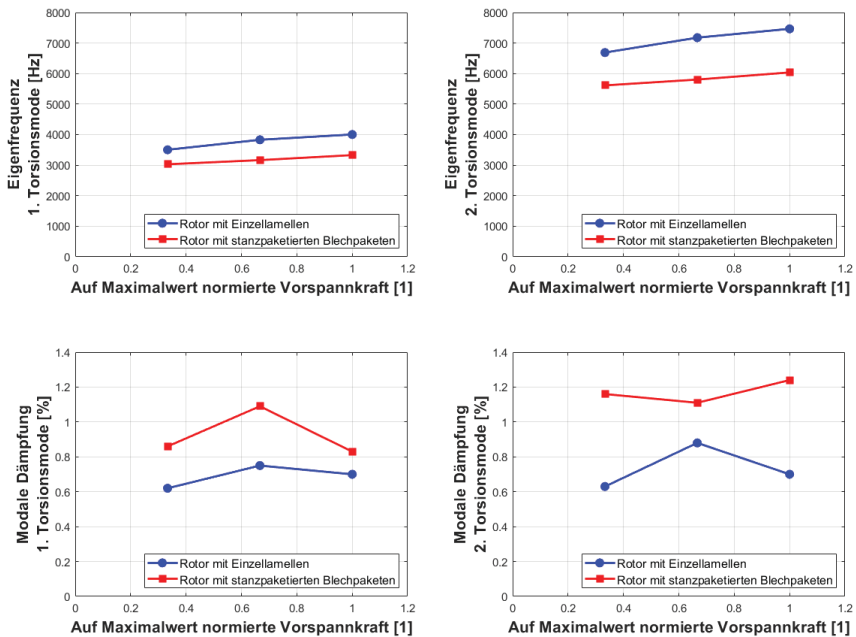 Eigenfrequenz
1. Torsionsmode [Hz]
8000
7000
6000
5000
4000
3000
2000
1000
0
Rotor mit Einzellamellen
Rotor mit stanzpaketierten Blechpaketen
0 0.2 0.4 0.6 0.8 1 1.2
Auf Maximalwert normierte Vorspannkraft [1]
Eigenfrequenz
2. Torsionsmode [Hz]
8000
7000
6000
5000
4000
3000
2000
1000
0
Rotor mit Einzellamellen
Rotor mit stanzpaketierten Blechpaketen
0 0.2 0.4 0.6 0.8 1 1.2
Auf Maximalwert normierte Vorspannkraft [1]
Modale Dämpfung
1. Torsionsmode [%]
1.4
1.2
1
0.8
0.6
0.4
0.2
0
Rotor mit Einzellamellen
Rotor mit stanzpaketierten Blechpaketen
0 0.2 0.4 0.6 0.8 1 1.2
Auf Maximalwert normierte Vorspannkraft [1]
Modale Dämpfung
2. Torsionsmode [%]
1.4
1.2
1
0.8
0.6
0.4
0.2
0
Rotor mit Einzellamellen
Rotor mit stanzpaketierten Blechpaketen
0 0.2 0.4 0.6 0.8 1 1.2
Auf Maximalwert normierte Vorspannkraft [1]